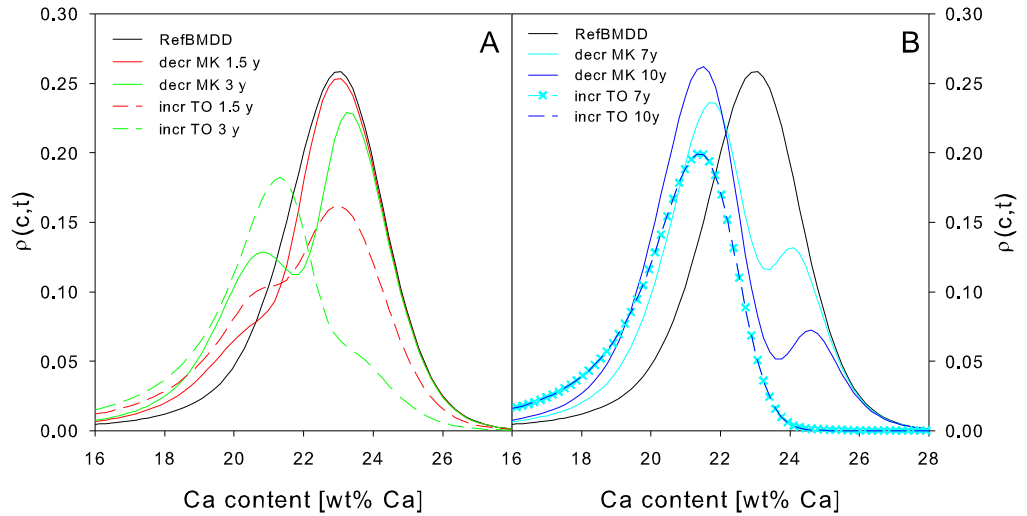 0.30
0.25
0.20
0.15
0.10
0.05
0.00
ρ(c,t)
RefBMDD
decr MK 1.5 y
decr MK 3 y
incr TO 1.5 y
incr TO 3 y
A
16 18 20 22 24 26
Ca content [wt% Ca]
RefBMDD
decr MK 7y
decr MK 10y
incr TO 7y
incr TO 10y
B
16 18 20 22 24 26 28
Ca content [wt% Ca]
0.30
0.25
0.20
0.15
0.10
0.05
0.00
ρ(c,t)